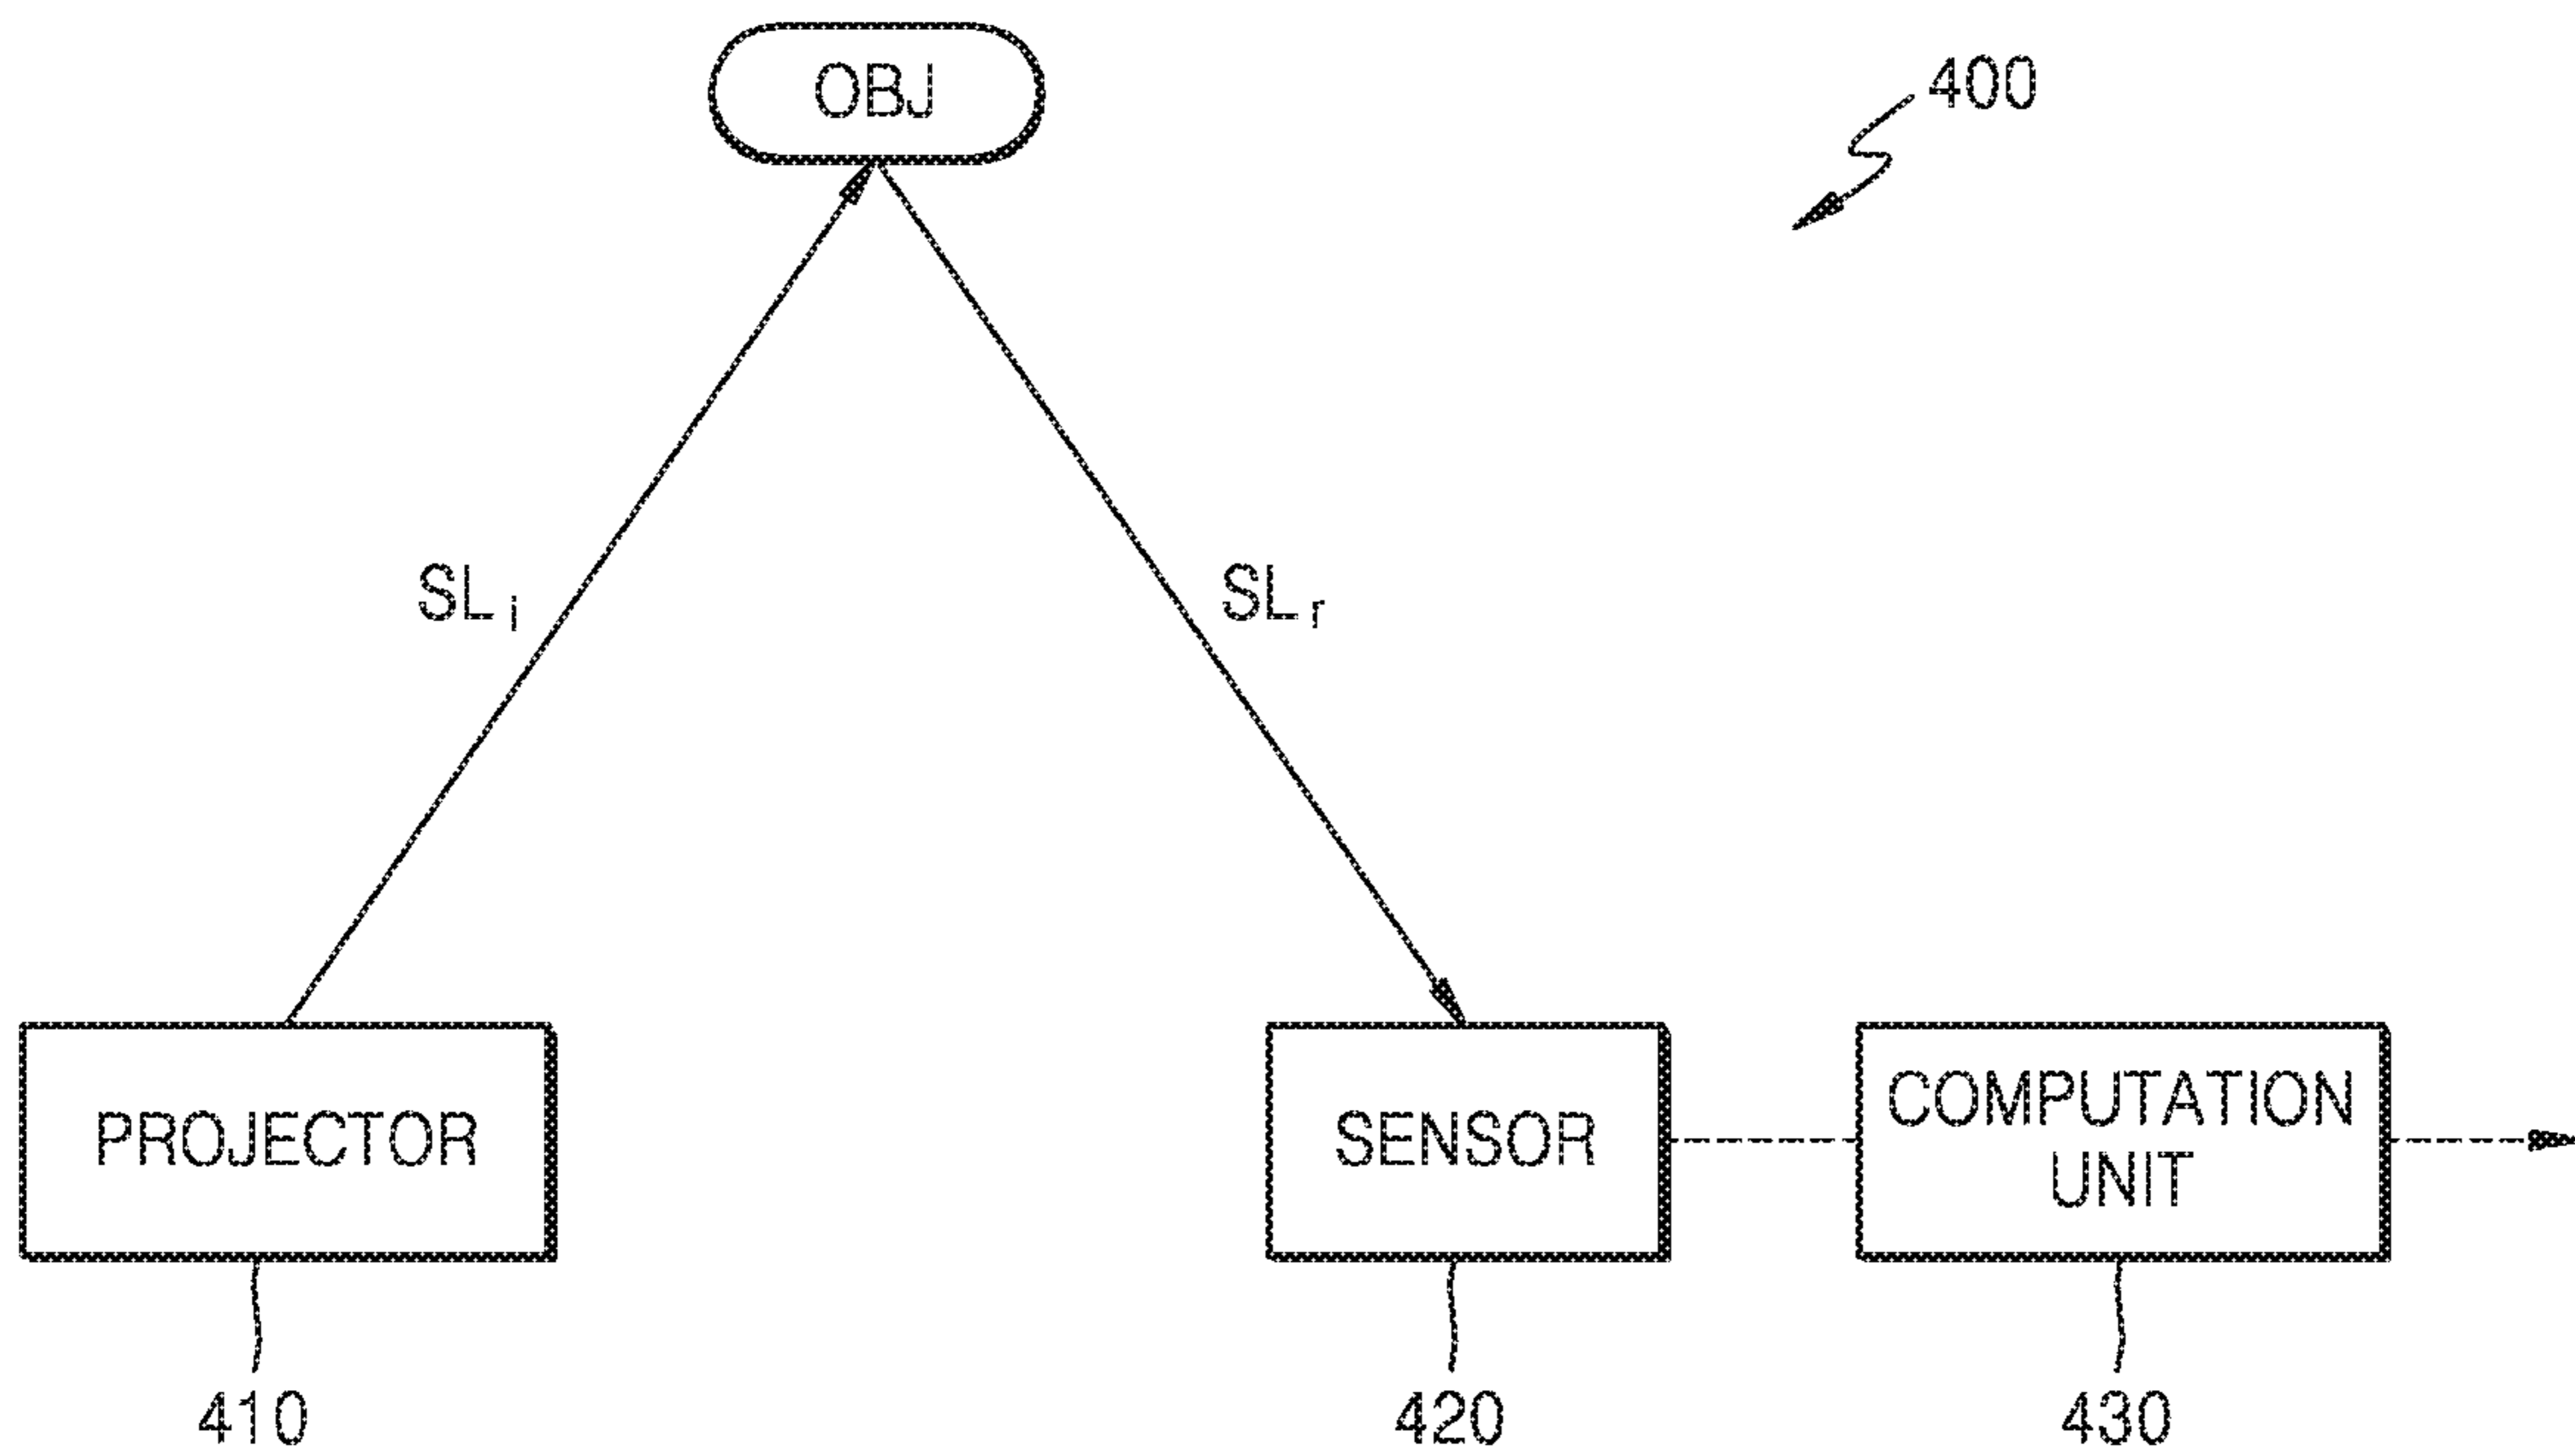 OBJ
400
SLi
SLr
PROJECTOR
SENSOR
COMPUTATION
UNIT
410
420
430